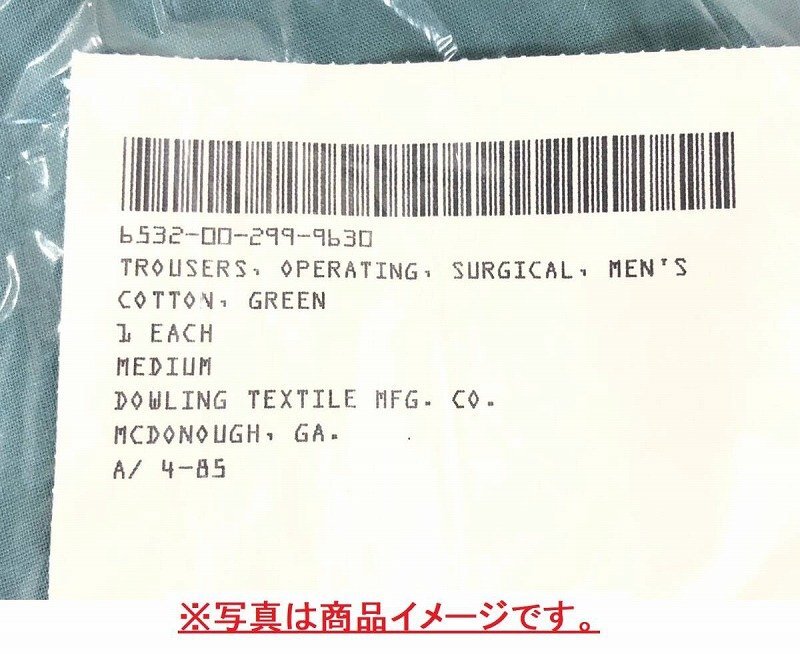 6532-00-299-9630
TROUSERS, OPERATING, SURGICAL, MEN'S
COTTON, GREEN
1 EACH
MEDIUM
DOWLING TEXTILE MFG. CO.
MCDONOUGH, GA.
A/ 4-85
※写真は商品イメージです。